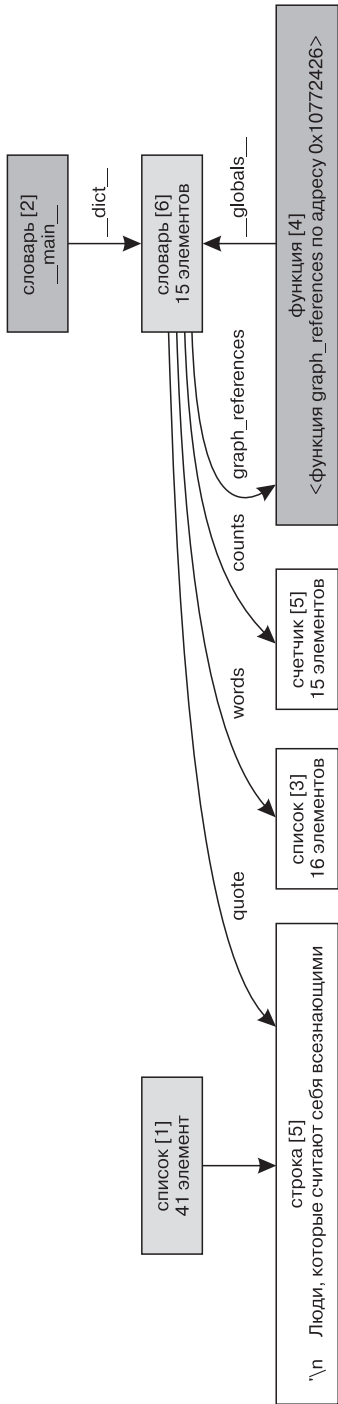 словарь [2]
__main__
__dict__
список [1]
41 элемент
словарь [6]
15 элементов
quote
words
counts
graph_references
__globals__
строка [5]
'\n Люди, которые считают себя всезнающими
список [3]
16 элементов
счетчик [5]
15 элементов
функция [4]
<функция graph_references по адресу 0x10772426>